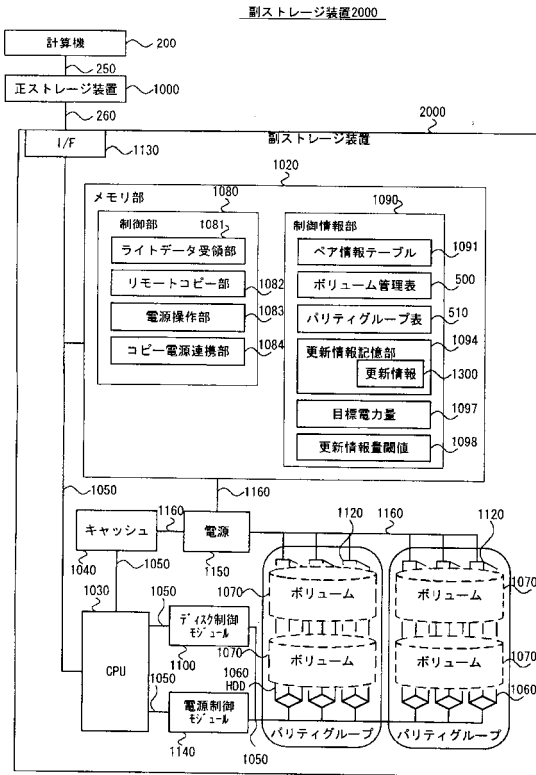 副ストレージ装置2000
計算機
200
250
正ストレージ装置
1000
260
2000
I/F
副ストレージ装置
1130
1020
メモリ部
1080
制御部
1081
ライトデータ受領部
リモートコピー部
1082
電源操作部
1083
コピー電源連携部
1084
1090
制御情報部
ペア情報テーブル
1091
ボリューム管理表
500
パリティグループ表
510
更新情報記憶部
1094
更新情報
1300
目標電力量
1097
更新情報量閾値
1098
1050
1160
キャッシュ
1160
電源
1120
1160
1120
1040
1150
1050
1030
CPU
1050
ディスク制御
モジュール
1100
1050
電源制御
モジュール
1140
1050
1070
ボリューム
1070
ボリューム
1060
HDD
パリティグループ
ボリューム
1070
ボリューム
1070
1060
パリティグループ